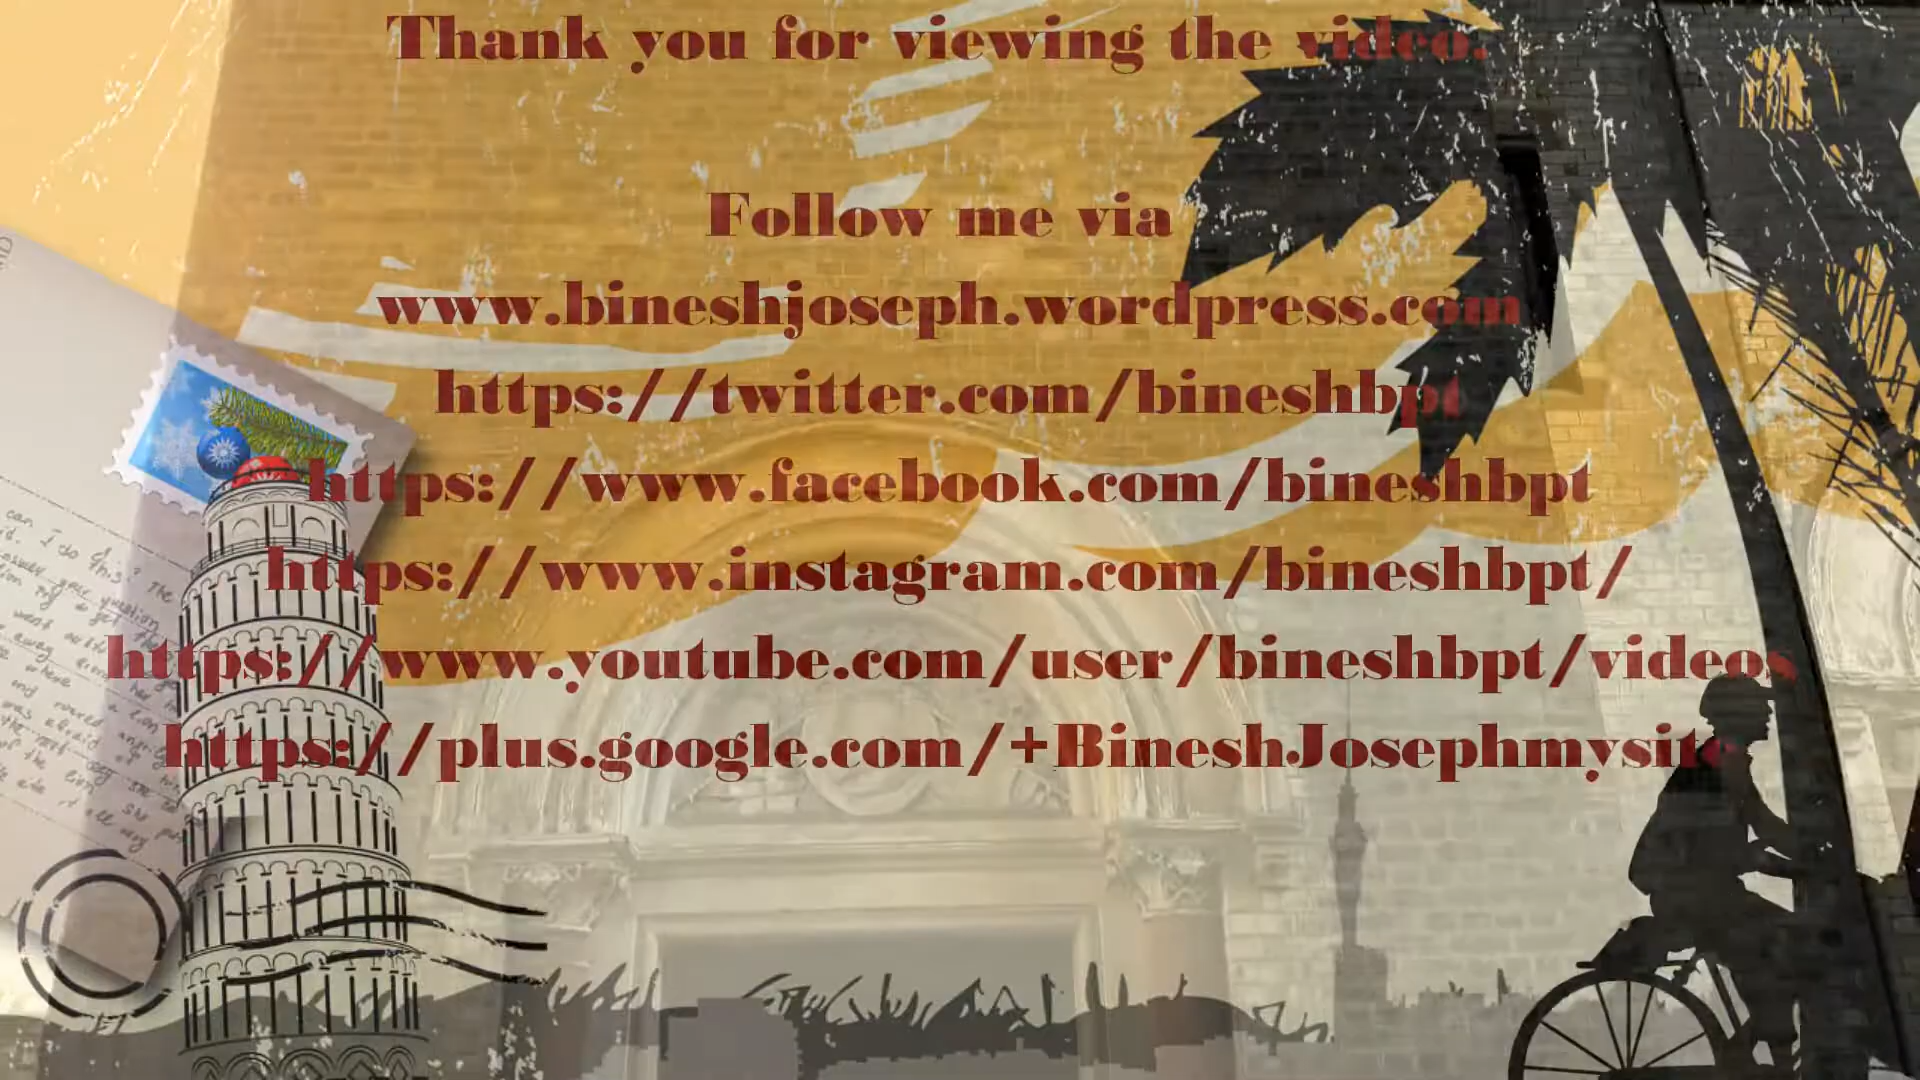 Thank you for viewing the video.
Follow me via
www.bineshjoseph.wordpress.com
https://twitter.com/bineshbpt
https://www.facebook.com/bineshbpt
https://www.instagram.com/bineshbpt/
https://www.youtube.com/user/bineshbpt/videos
https://plus.google.com/+BineshJosephmysite